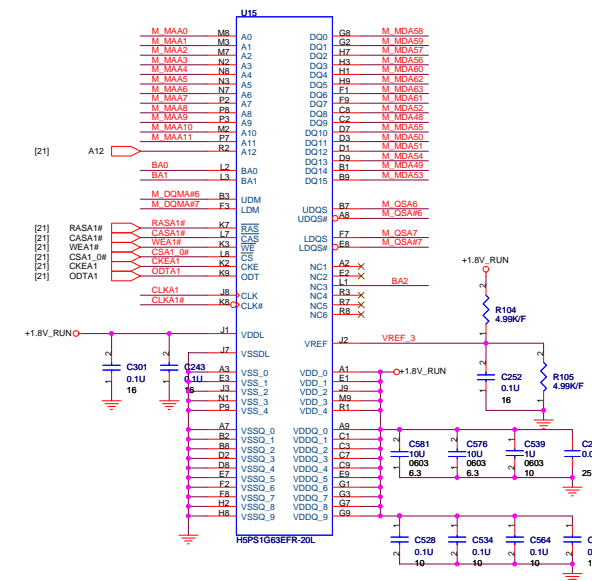 U15
M_MAA0 M8 A0 DQ0 G8 M_MDA58
M_MAA1 M3 A1 DQ1 G2 M_MDA59
M_MAA2 M7 A2 DQ2 H7 M_MDA57
M_MAA3 N2 A3 DQ3 H3 M_MDA56
M_MAA4 N8 A4 DQ4 H1 M_MDA60
M_MAA5 N3 A5 DQ5 H9 M_MDA62
M_MAA6 N7 A6 DQ6 F1 M_MDA63
M_MAA7 P2 A7 DQ7 F9 M_MDA61
M_MAA8 P8 A8 DQ8 C8 M_MDA52
M_MAA9 P3 A9 DQ9 C2 M_MDA48
M_MAA10 M2 A10 DQ10 D7 M_MDA55
M_MAA11 P7 A11 DQ11 D3 M_MDA50
[21] A12 R2 A12 DQ12 D1 M_MDA51
DQ13 D9 M_MDA54
BA0 L2 BA0 DQ14 B1 M_MDA49
BA1 L3 BA1 DQ15 B9 M_MDA53
M_DQMA#6 B3 UDM UDQS B7 M_QSA6
M_DQMA#7 F3 LDM UDQS# A8 M_QSA#6
[21] RASA1# RASA1# K7 RAS LDQS F7 M_QSA7
[21] CASA1# CASA1# L7 CAS LDQS# E8 M_QSA#7
[21] WEA1# WEA1# K3 WE
[21] CSA1_0# CSA1_0# L8 CS NC1 A2
[21] CKEA1 CKEA1 K2 CKE NC2 E2
[21] ODTA1 ODTA1 K9 ODT NC3 L1 BA2
CLKA1 J8 CLK NC4 R3
CLKA1# K8 CLK# NC5 R7
NC6 R8
+1.8V_RUN
R104
4.99K/F
+1.8V_RUN J1 VDDL
VREF J2 VREF_3
J7 VSSDL
C301
0.1U
16
C243
0.1U
C252
0.1U
16
R105
4.99K/F
A3 VSS_0 VDD_0 A1 +1.8V_RUN
E3 VSS_1 VDD_1 E1
J3 VSS_2 VDD_2 J9
N1 VSS_3 VDD_3 M9
P9 VSS_4 VDD_4 R1
A7 VSSQ_0 VDDQ_0 A9
B2 VSSQ_1 VDDQ_1 C1
B8 VSSQ_2 VDDQ_2 C3
D2 VSSQ_3 VDDQ_3 C7
D8 VSSQ_4 VDDQ_4 C9
E7 VSSQ_5 VDDQ_5 E9
F2 VSSQ_6 VDDQ_6 G1
F8 VSSQ_7 VDDQ_7 G3
H2 VSSQ_8 VDDQ_8 G7
H8 VSSQ_9 VDDQ_9 G9
H5PS1G63EFR-20L
C581
10U
0603
6.3
C576
10U
0603
6.3
C539
1U
0603
10
25
C528
0.1U
10
C534
0.1U
10
C564
0.1U
10